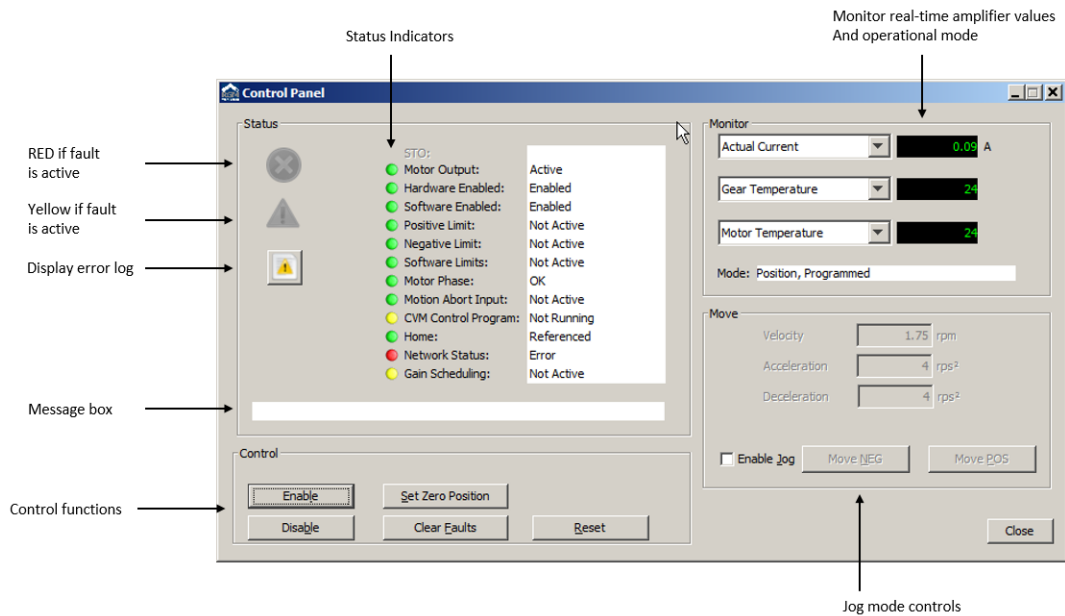 Monitor real-time amplifier values
And operational mode
Status Indicators
Control Panel
RED if fault
is active
Yellow if fault
is active
Display error log
Message box
Control functions
Status
STO:
Motor Output: Active
Hardware Enabled: Enabled
Software Enabled: Enabled
Positive Limit: Not Active
Negative Limit: Not Active
Software Limits: Not Active
Motor Phase: OK
Motion Abort Input: Not Active
CVM Control Program: Not Running
Home: Referenced
Network Status: Error
Gain Scheduling: Not Active
Control
Enable Set Zero Position
Disable Clear Faults Reset
Monitor
Actual Current 0.09 A
Gear Temperature 24
Motor Temperature 24
Mode: Position, Programmed
Move
Velocity 1.75 rpm
Acceleration 4 rps²
Deceleration 4 rps²
Enable Jog Move NEG Move POS
Close
Jog mode controls